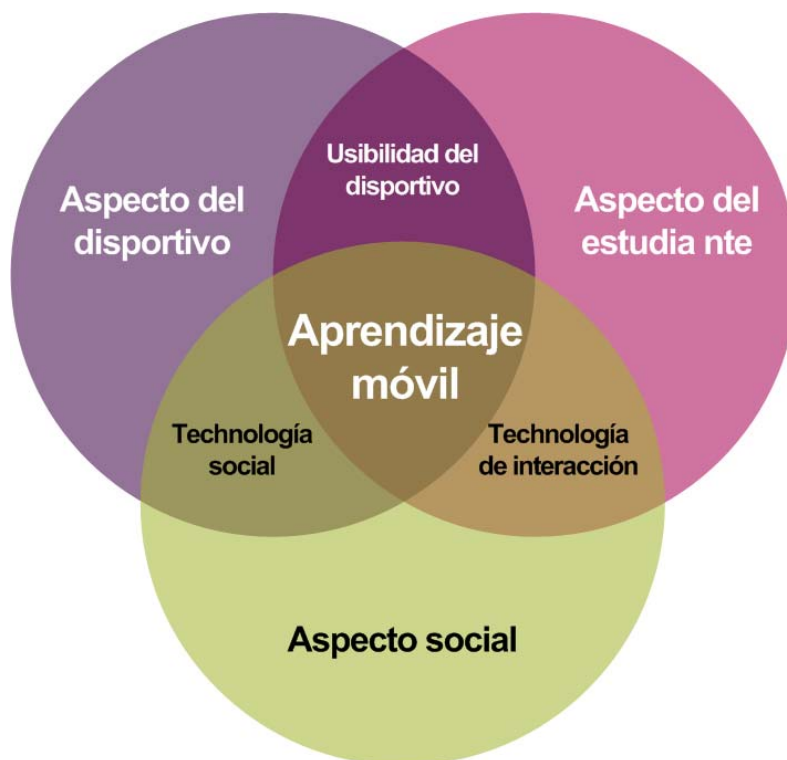 Usibilidad del
disportivo
Aspecto del
disportivo
Aspecto del
estudia nte
Aprendizaje
móvil
Technología
social
Technología
de interacción
Aspecto social